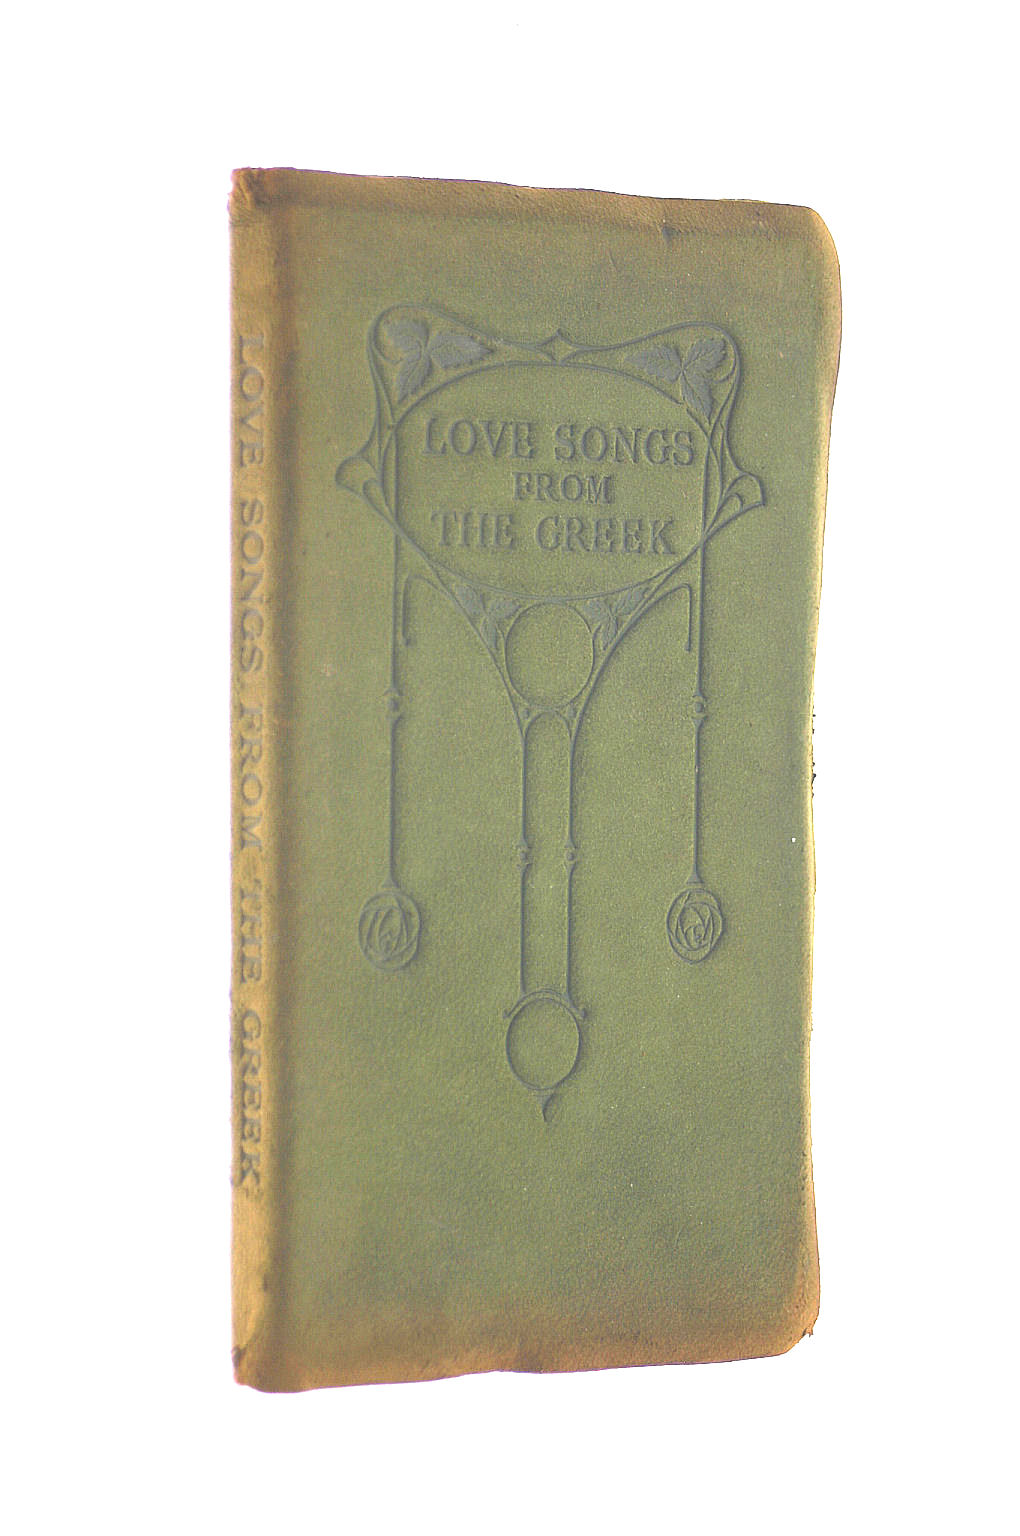 LOVE SONGS
FROM
THE GREEK
LOVE SONGS FROM THE GREEK